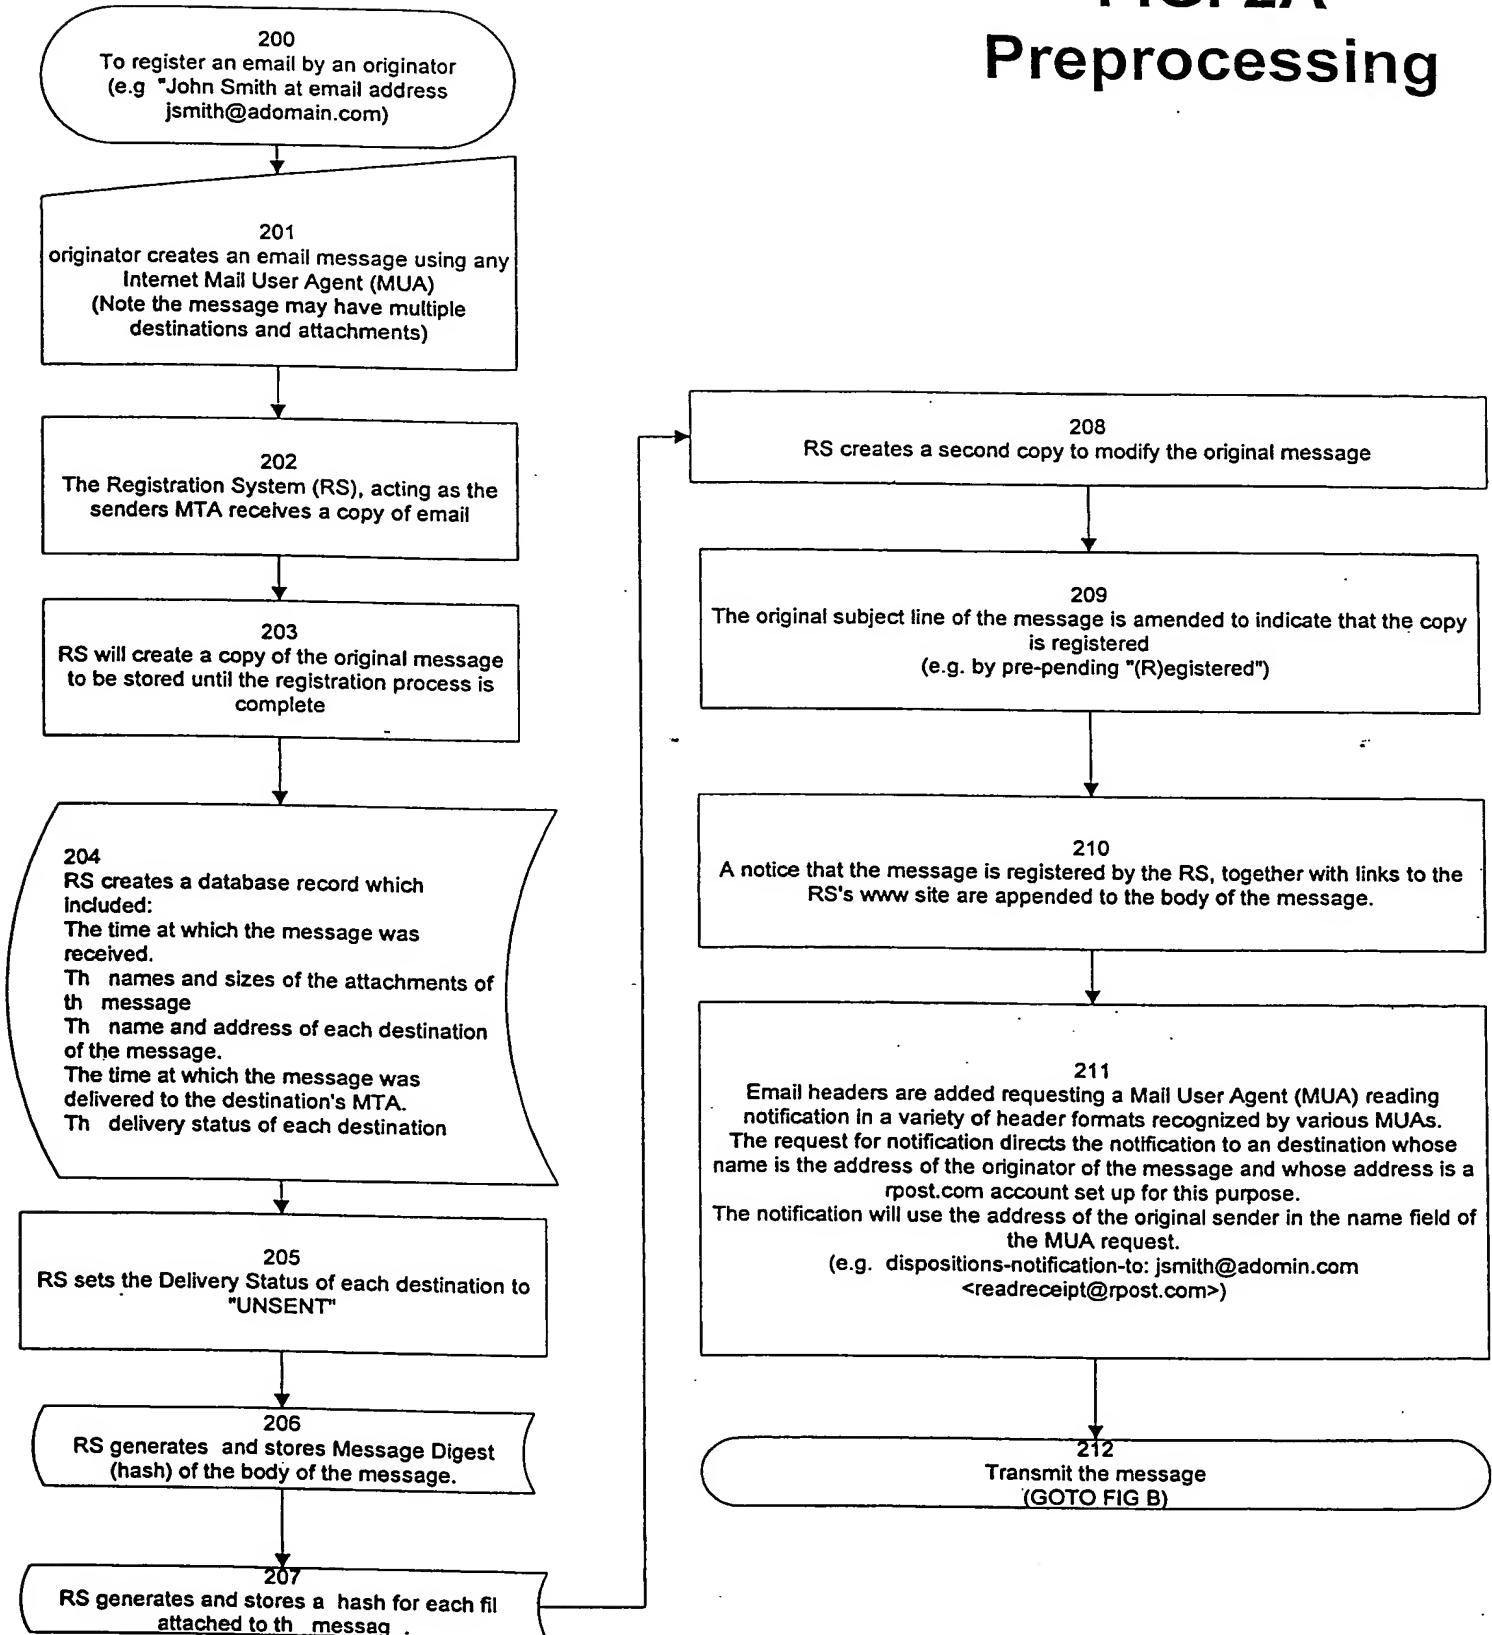 FIG. 2A
Preprocessing
200
To register an email by an originator
(e.g "John Smith at email address
jsmith@adomain.com)
201
originator creates an email message using any
Internet Mail User Agent (MUA)
(Note the message may have multiple
destinations and attachments)
202
The Registration System (RS), acting as the
senders MTA receives a copy of email
203
RS will create a copy of the original message
to be stored until the registration process is
complete
204
RS creates a database record which
included:
The time at which the message was
received.
Th names and sizes of the attachments of
th message
Th name and address of each destination
of the message.
The time at which the message was
delivered to the destination's MTA.
Th delivery status of each destination
205
RS sets the Delivery Status of each destination to
"UNSENT"
206
RS generates and stores Message Digest
(hash) of the body of the message.
207
RS generates and stores a hash for each fil
attached to th messag .
208
RS creates a second copy to modify the original message
209
The original subject line of the message is amended to indicate that the copy
is registered
(e.g. by pre-pending "(R)egistered")
210
A notice that the message is registered by the RS, together with links to the
RS's www site are appended to the body of the message.
211
Email headers are added requesting a Mail User Agent (MUA) reading
notification in a variety of header formats recognized by various MUAs.
The request for notification directs the notification to an destination whose
name is the address of the originator of the message and whose address is a
rpost.com account set up for this purpose.
The notification will use the address of the original sender in the name field of
the MUA request.
(e.g. dispositions-notification-to: jsmith@adomin.com
<readreceipt@rpost.com>)
212
Transmit the message
(GOTO FIG B)